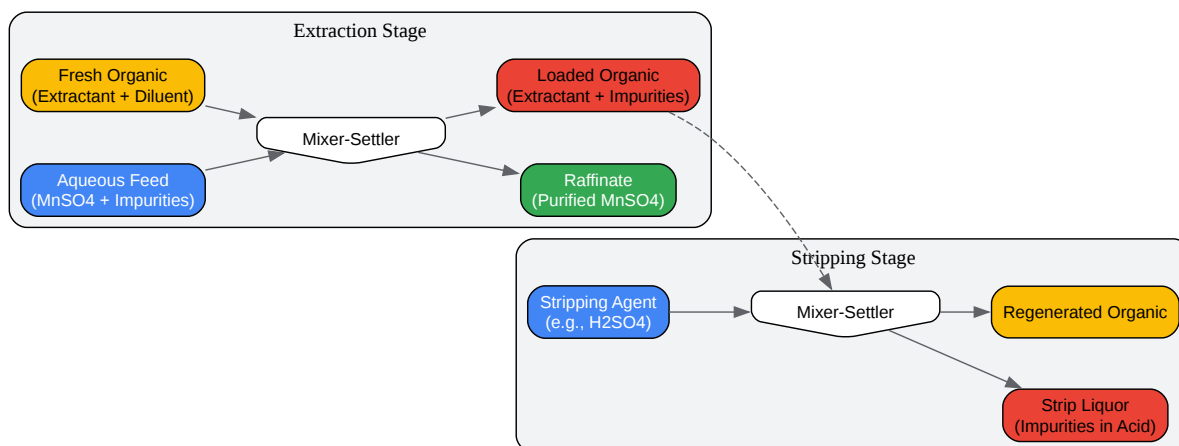 Extraction Stage
Fresh Organic
(Extractant + Diluent)
Loaded Organic
(Extractant + Impurities)
Mixer-Settler
Aqueous Feed
(MnSO4 + Impurities)
Raffinate
(Purified MnSO4)
Stripping Stage
Stripping Agent
(e.g., H2SO4)
Mixer-Settler
Regenerated Organic
Strip Liquor
(Impurities in Acid)